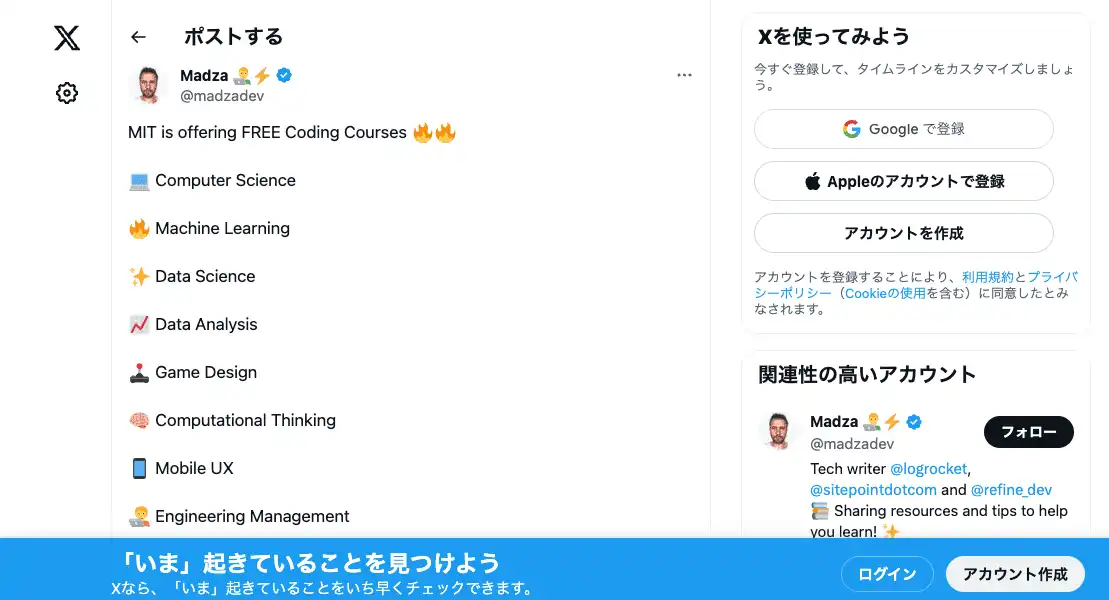 ポストする
Madza 🧑‍💻⚡
@madzadev
MIT is offering FREE Coding Courses 🔥🔥
💻 Computer Science
🔥 Machine Learning
✨ Data Science
📈 Data Analysis
🕹 Game Design
🧠 Computational Thinking
📱 Mobile UX
🧑‍💻 Engineering Management
Xを使ってみよう
今すぐ登録して、タイムラインをカスタマイズしましょ
う。
Google で登録
Appleのアカウントで登録
アカウントを作成
アカウントを登録することにより、利用規約とプライバ
シーポリシー（Cookieの使用を含む）に同意したとみ
なされます。
関連性の高いアカウント
Madza 🧑‍💻⚡
@madzadev
フォロー
Tech writer @logrocket,
@sitepointdotcom and @refine_dev
📚 Sharing resources and tips to help
you learn! ✨
「いま」起きていることを見つけよう
Xなら、「いま」起きていることをいち早くチェックできます。
ログイン
アカウント作成